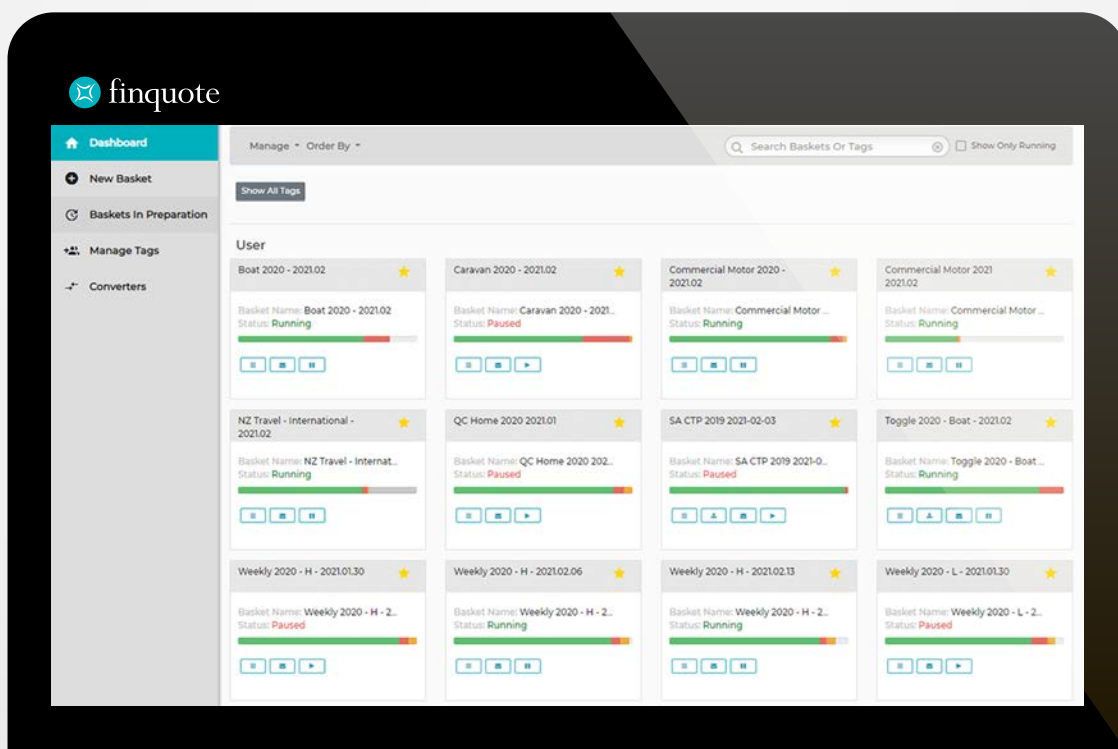 finquote
Dashboard
New Basket
Baskets In Preparation
Manage Tags
Converters
Manage Order By
Search Baskets Or Tags
Show Only Running
Show All Tags
User
Boat 2020 - 2021.02
Basket Name: Boat 2020 - 2021.02
Status: Running
Caravan 2020 - 2021.02
Basket Name: Caravan 2020 - 2021...
Status: Paused
Commercial Motor 2020 -
2021.02
Basket Name: Commercial Motor ...
Status: Running
Commercial Motor 2021
2021.02
Basket Name: Commercial Motor ...
Status: Running
NZ Travel - International -
2021.02
Basket Name: NZ Travel - Internat...
Status: Running
QC Home 2020 2021.01
Basket Name: QC Home 2020 202...
Status: Paused
SA CTP 2019 2021-02-03
Basket Name: SA CTP 2019 2021-0...
Status: Paused
Toggle 2020 - Boat - 2021.02
Basket Name: Toggle 2020 - Boat ...
Status: Running
Weekly 2020 - H - 2021.01.30
Basket Name: Weekly 2020 - H - 2...
Status: Paused
Weekly 2020 - H - 2021.02.06
Basket Name: Weekly 2020 - H - 2...
Status: Running
Weekly 2020 - H - 2021.02.13
Basket Name: Weekly 2020 - H - 2...
Status: Running
Weekly 2020 - L - 2021.01.30
Basket Name: Weekly 2020 - L - 2...
Status: Paused